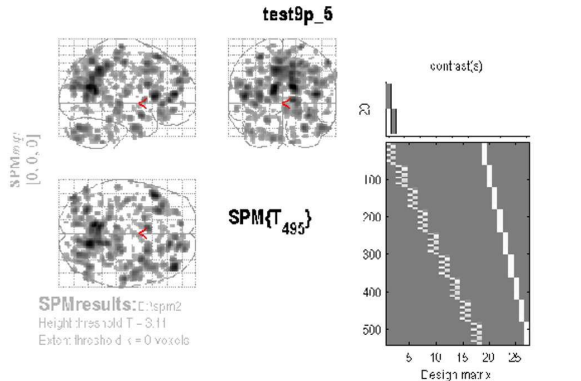 test9p_5
contrast(s)
20
SPMmip
[0, 0, 0]
<
<
<
SPM{T495}
100
200
300
400
500
5 10 15 20 25
Design matrix
SPMresults: E:\spm2
Height threshold T = 3.11
Extent threshold k = 0 voxels